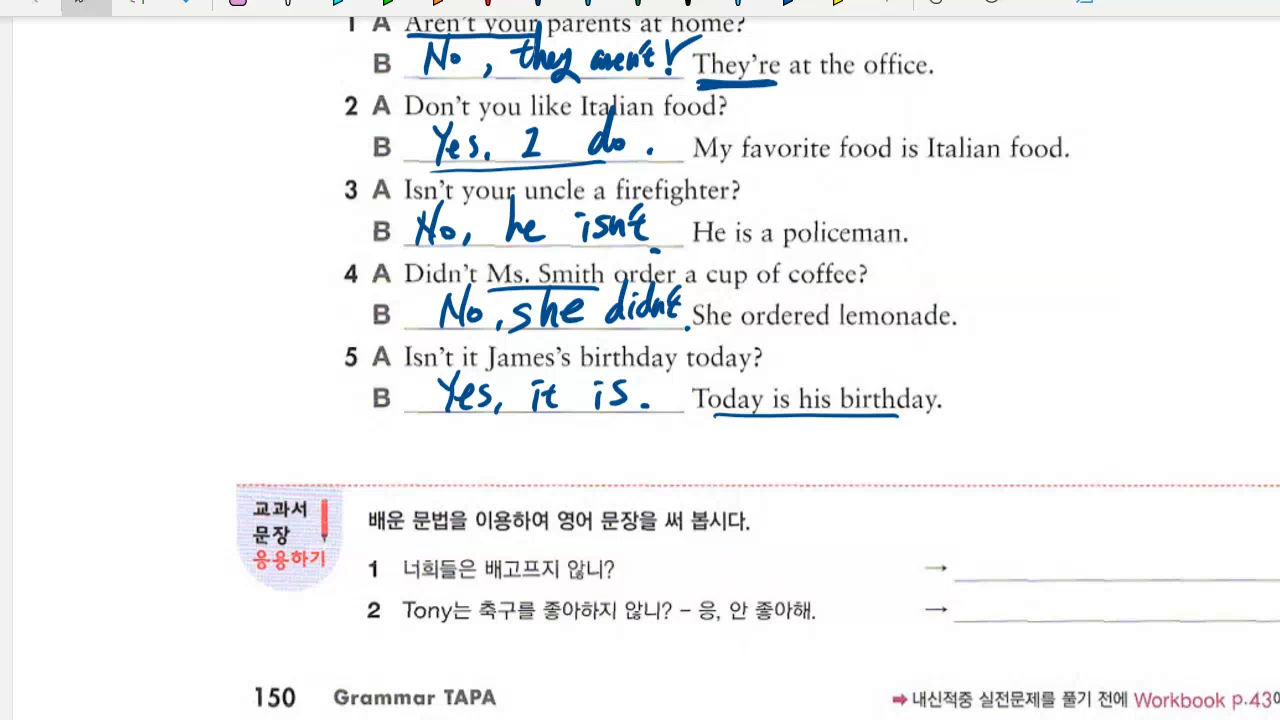 1 A Aren't your parents at home?
B No, they aren't! They're at the office.
2 A Don't you like Italian food?
B Yes, I do. My favorite food is Italian food.
3 A Isn't your uncle a firefighter?
B No, he isn't. He is a policeman.
4 A Didn't Ms. Smith order a cup of coffee?
B No, she didn't. She ordered lemonade.
5 A Isn't it James's birthday today?
B Yes, it is. Today is his birthday.
교과서
문장
응용하기
배운 문법을 이용하여 영어 문장을 써 봅시다.
1 너희들은 배고프지 않니? →
2 Tony는 축구를 좋아하지 않니? – 응, 안 좋아해. →
150 Grammar TAPA
➡ 내신적중 실전문제를 풀기 전에 Workbook p.43